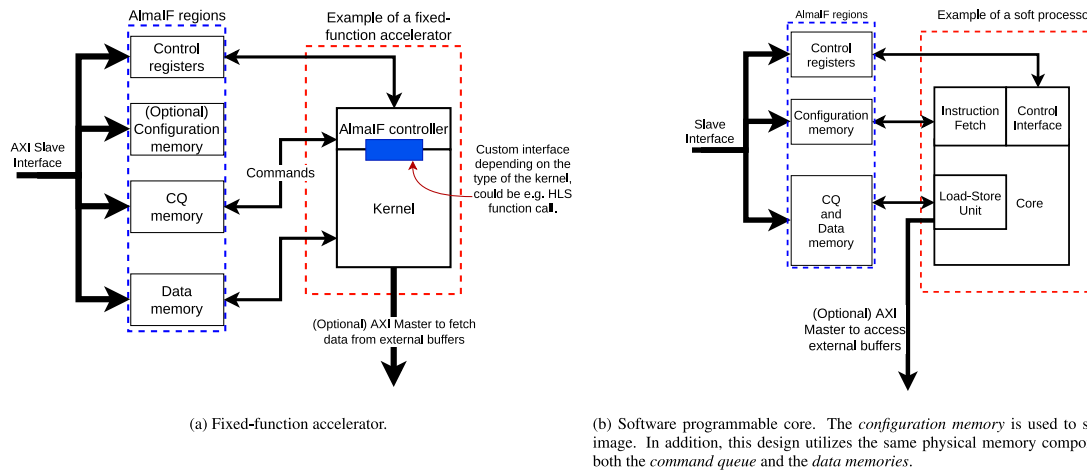 AlmaIF regions
Example of a fixed-
function accelerator
Control
registers
(Optional)
Configuration
memory
AXI Slave
Interface
CQ
memory
Data
memory
Commands
AlmaIF controller
Kernel
Custom interface
depending on the
type of the kernel,
could be e.g. HLS
function call.
(Optional) AXI Master to fetch
data from external buffers
(a) Fixed-function accelerator.
AlmaIF regions
Example of a soft processo
Control
registers
Configuration
memory
Slave
Interface
CQ
and
Data
memory
Instruction
Fetch
Control
Interface
Load-Store
Unit
Core
(Optional) AXI
Master to access
external buffers
(b) Software programmable core. The configuration memory is used to s
image. In addition, this design utilizes the same physical memory compo
both the command queue and the data memories.